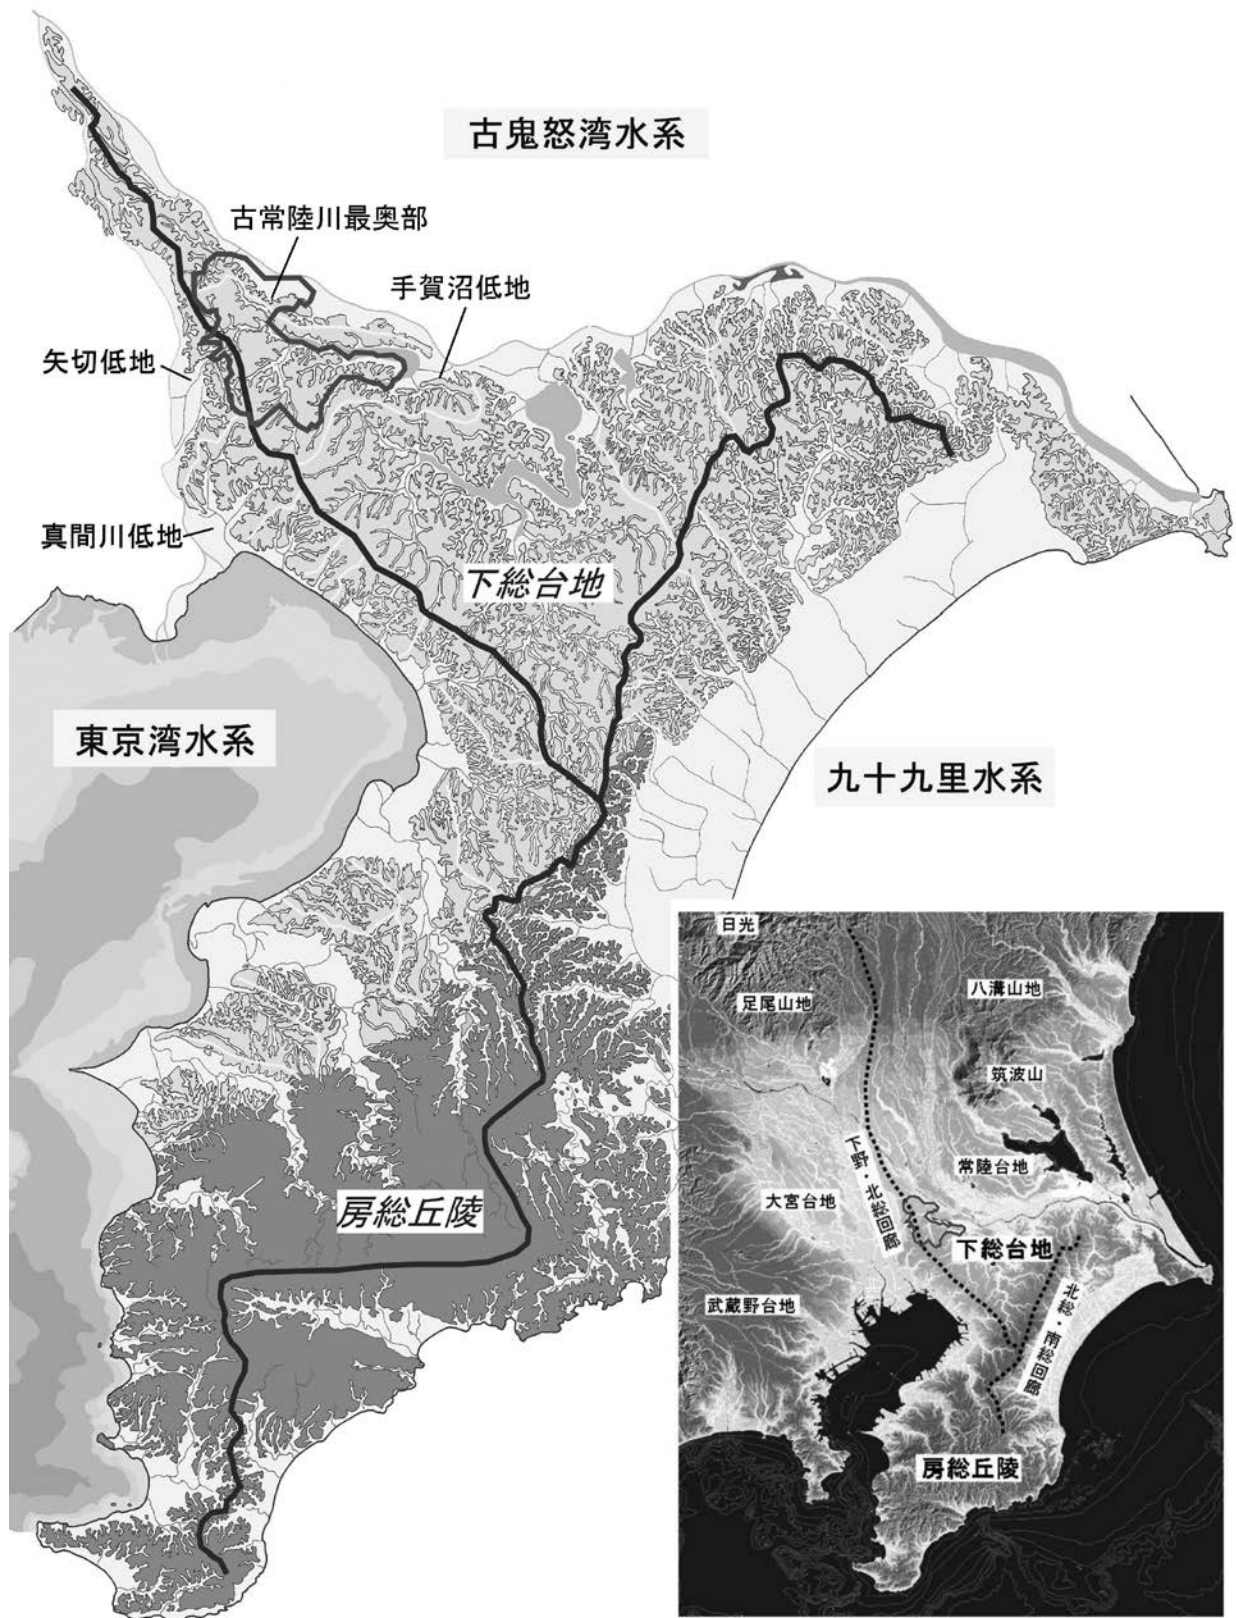 古鬼怒湾水系
古常陸川最奥部
手賀沼低地
矢切低地
真間川低地
下総台地
東京湾水系
九十九里水系
房総丘陵
日光
足尾山地
八溝山地
筑波山
常陸台地
大宮台地
下野・北総回廊
下総台地
武蔵野台地
北総・南総回廊
房総丘陵